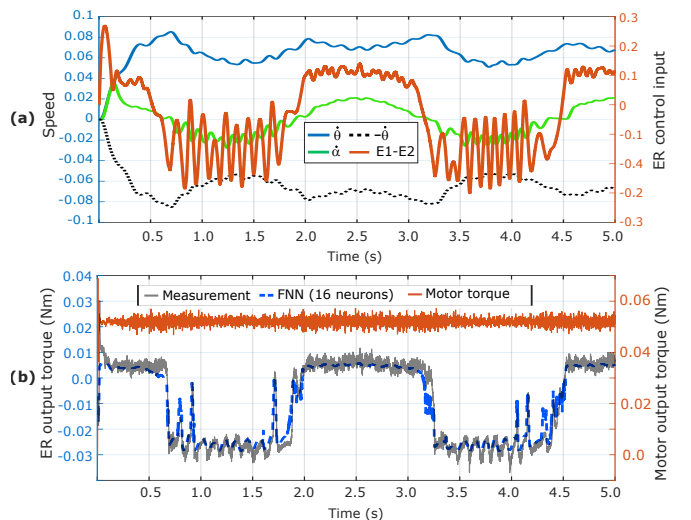 (a)
Speed
0.1
0.08
0.06
0.04
0.02
0
-0.02
-0.04
-0.06
-0.08
-0.1
0.3
0.2
0.1
0
-0.1
-0.4
-0.2
-0.3
ER control input
θ̇ -θ̇
α̇ E1-E2
0.5 1.0 1.5 2.0 2.5 3.0 3.5 4.0 4.5 5.0
Time (s)
(b)
ER output torque (Nm)
0.04
0.03
0.02
0.01
0.0
-0.01
-0.02
-0.03
Measurement FNN (16 neurons) Motor torque
0.06
0.04
0.02
0.0
Motor output torque (Nm)
0.5 1.0 1.5 2.0 2.5 3.0 3.5 4.0 4.5 5.0
Time (s)